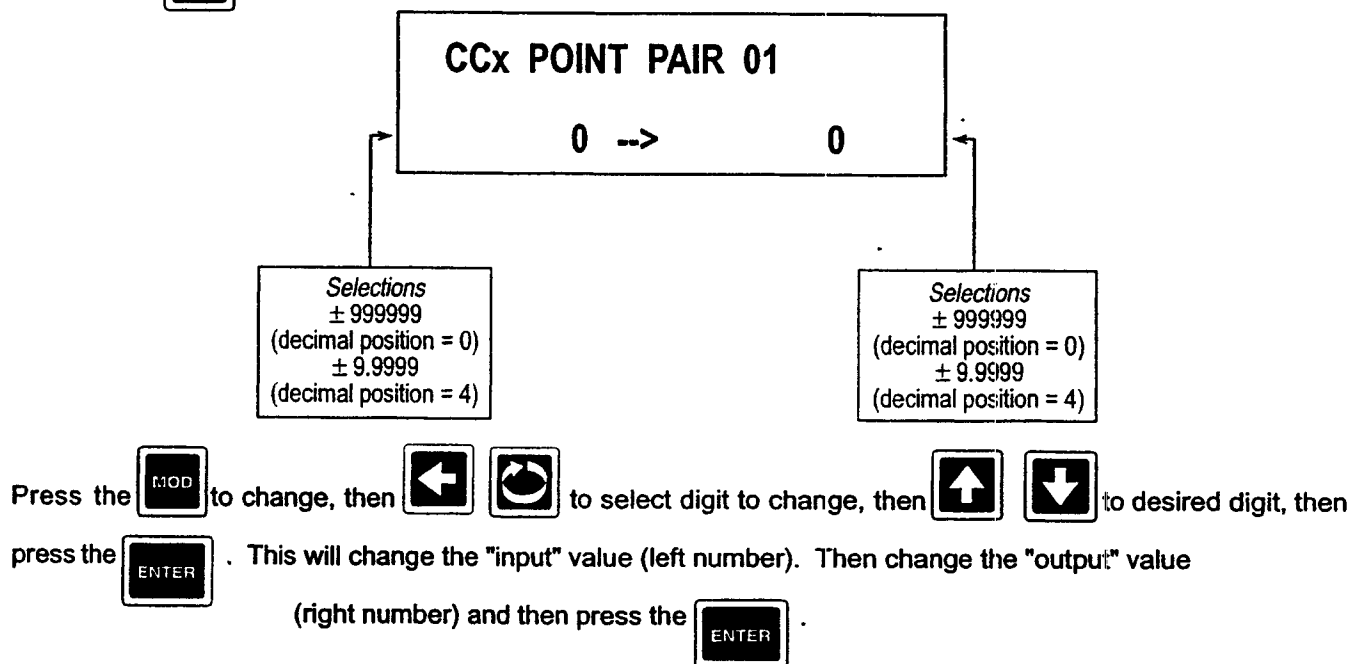 CCx POINT PAIR 01
0 --> 0
Selections
± 999999
(decimal position = 0)
± 9.9999
(decimal position = 4)
Selections
± 999999
(decimal position = 0)
± 9.9999
(decimal position = 4)
Press the MOD to change, then to select digit to change, then to desired digit, then
press the ENTER . This will change the "input" value (left number). Then change the "output" value
(right number) and then press the ENTER .